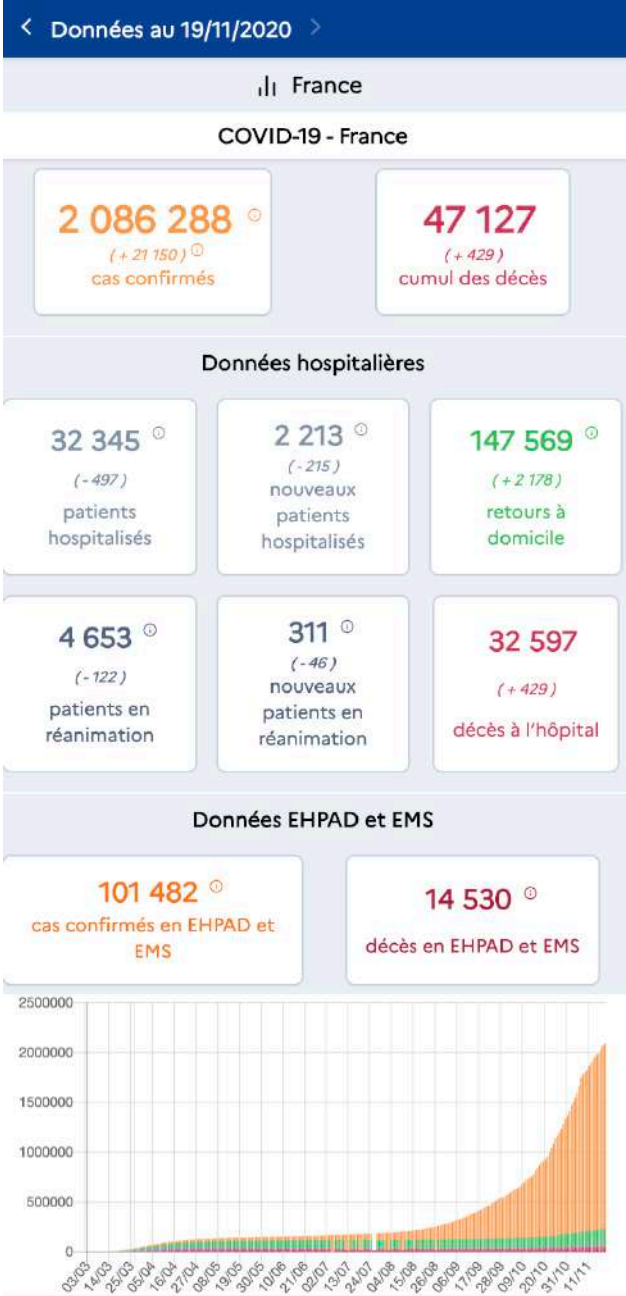 Données au 19/11/2020
France
COVID-19 - France
2 086 288
(+ 21 150)
cas confirmés
47 127
(+ 429)
cumul des décès
Données hospitalières
32 345
(- 497)
patients
hospitalisés
2 213
(- 215)
nouveaux
patients
hospitalisés
147 569
(+ 2 178)
retours à
domicile
4 653
(- 122)
patients en
réanimation
311
(- 46)
nouveaux
patients en
réanimation
32 597
(+ 429)
décès à l'hôpital
Données EHPAD et EMS
101 482
cas confirmés en EHPAD et
EMS
14 530
décès en EHPAD et EMS
2500000
2000000
1500000
1000000
500000
0
03/03
14/03
25/03
05/04
16/04
27/04
08/05
19/05
30/05
10/06
21/06
02/07
13/07
24/07
04/08
15/08
26/08
06/09
17/09
28/09
09/10
20/10
31/10
11/11